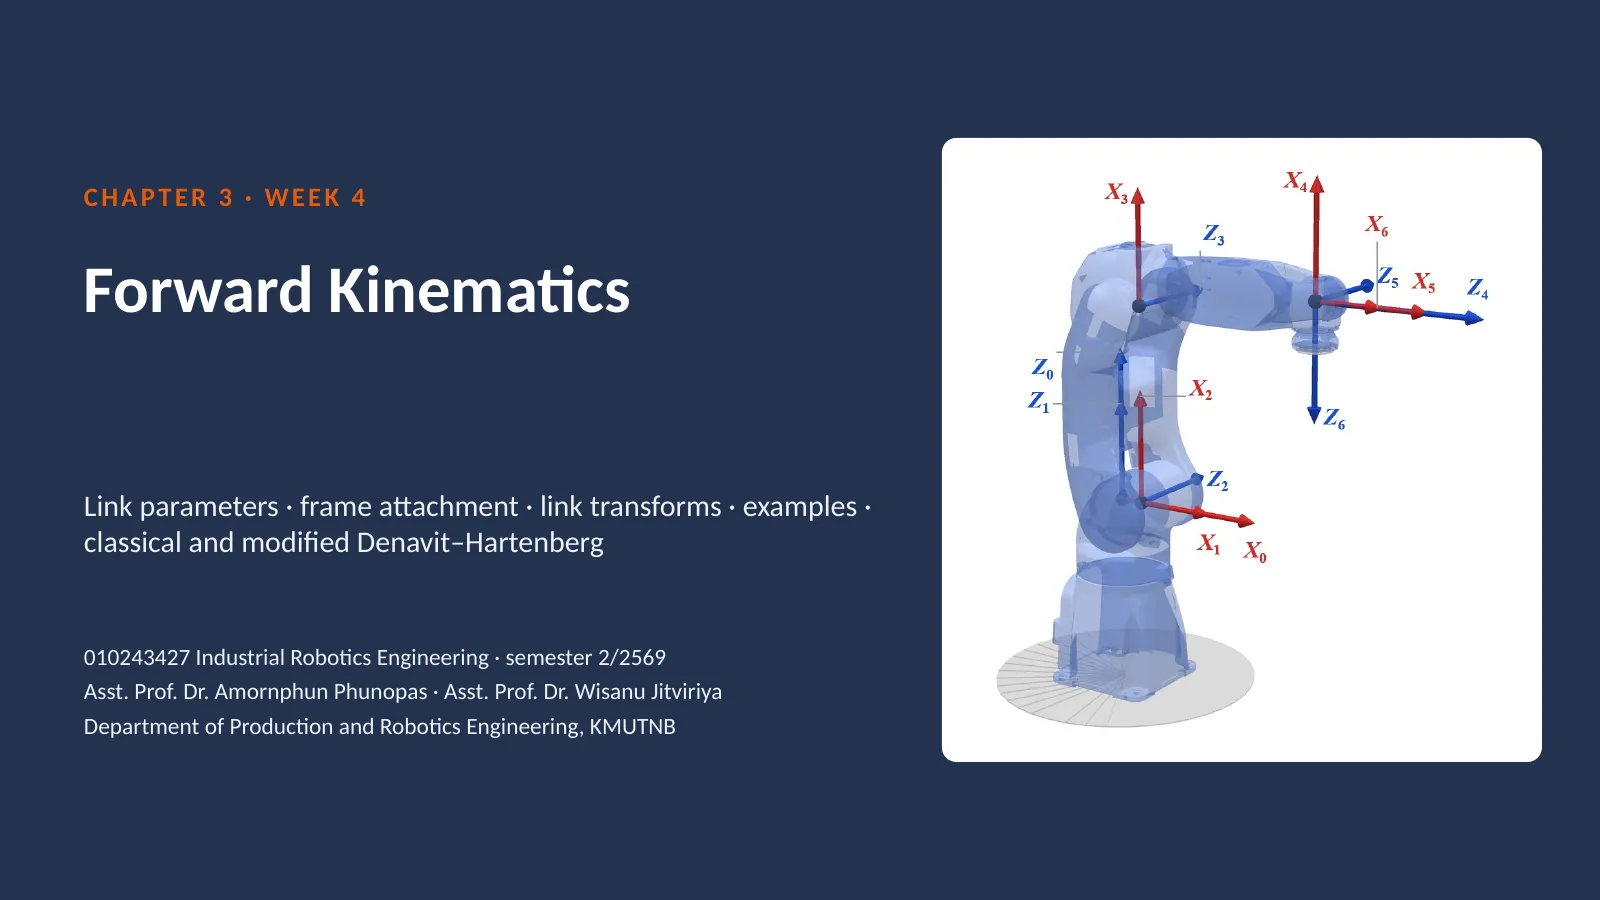 CHAPTER 3 · WEEK 4
Forward Kinematics
Link parameters · frame attachment · link transforms · examples ·
classical and modified Denavit–Hartenberg
010243427 Industrial Robotics Engineering · semester 2/2569
Asst. Prof. Dr. Amornphun Phunopas · Asst. Prof. Dr. Wisanu Jitviriya
Department of Production and Robotics Engineering, KMUTNB
X3
X4
X6
Z3
Z5
X5
Z4
Z0
Z1
X2
Z6
Z2
X1
X0